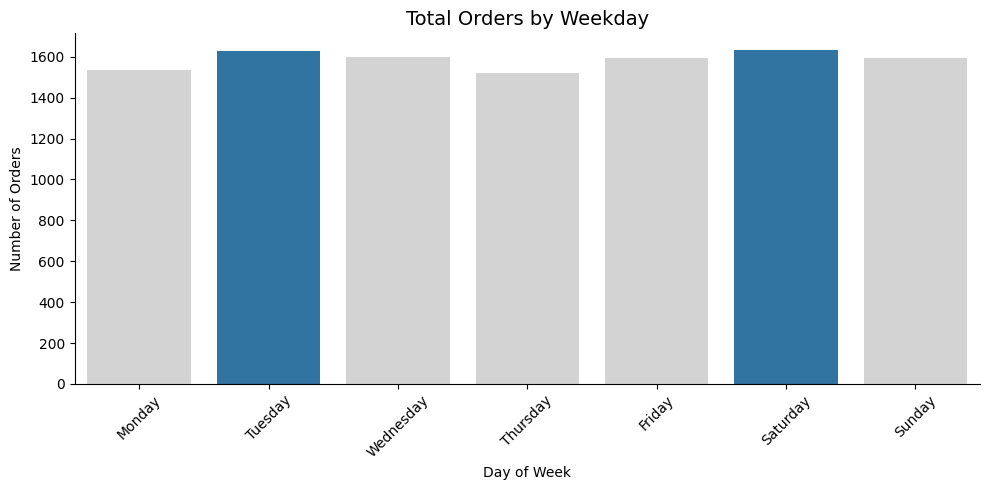 Total Orders by Weekday
Number of Orders
1600
1400
1200
1000
800
600
400
200
0
Monday
Tuesday
Wednesday
Thursday
Friday
Saturday
Sunday
Day of Week